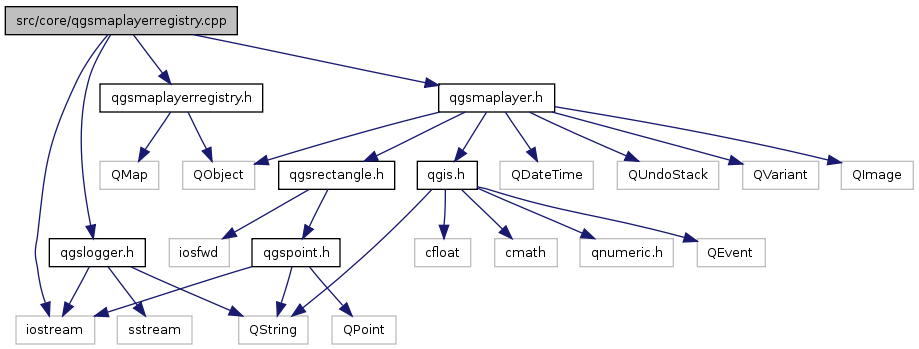 src/core/qgsmaplayerregistry.cpp
qgsmaplayerregistry.h
qgsmaplayer.h
QMap
QObject
qgsrectangle.h
qgis.h
QDateTime
QUndoStack
QVariant
QImage
qgslogger.h
iosfwd
qgspoint.h
cfloat
cmath
qnumeric.h
QEvent
iostream
sstream
QString
QPoint